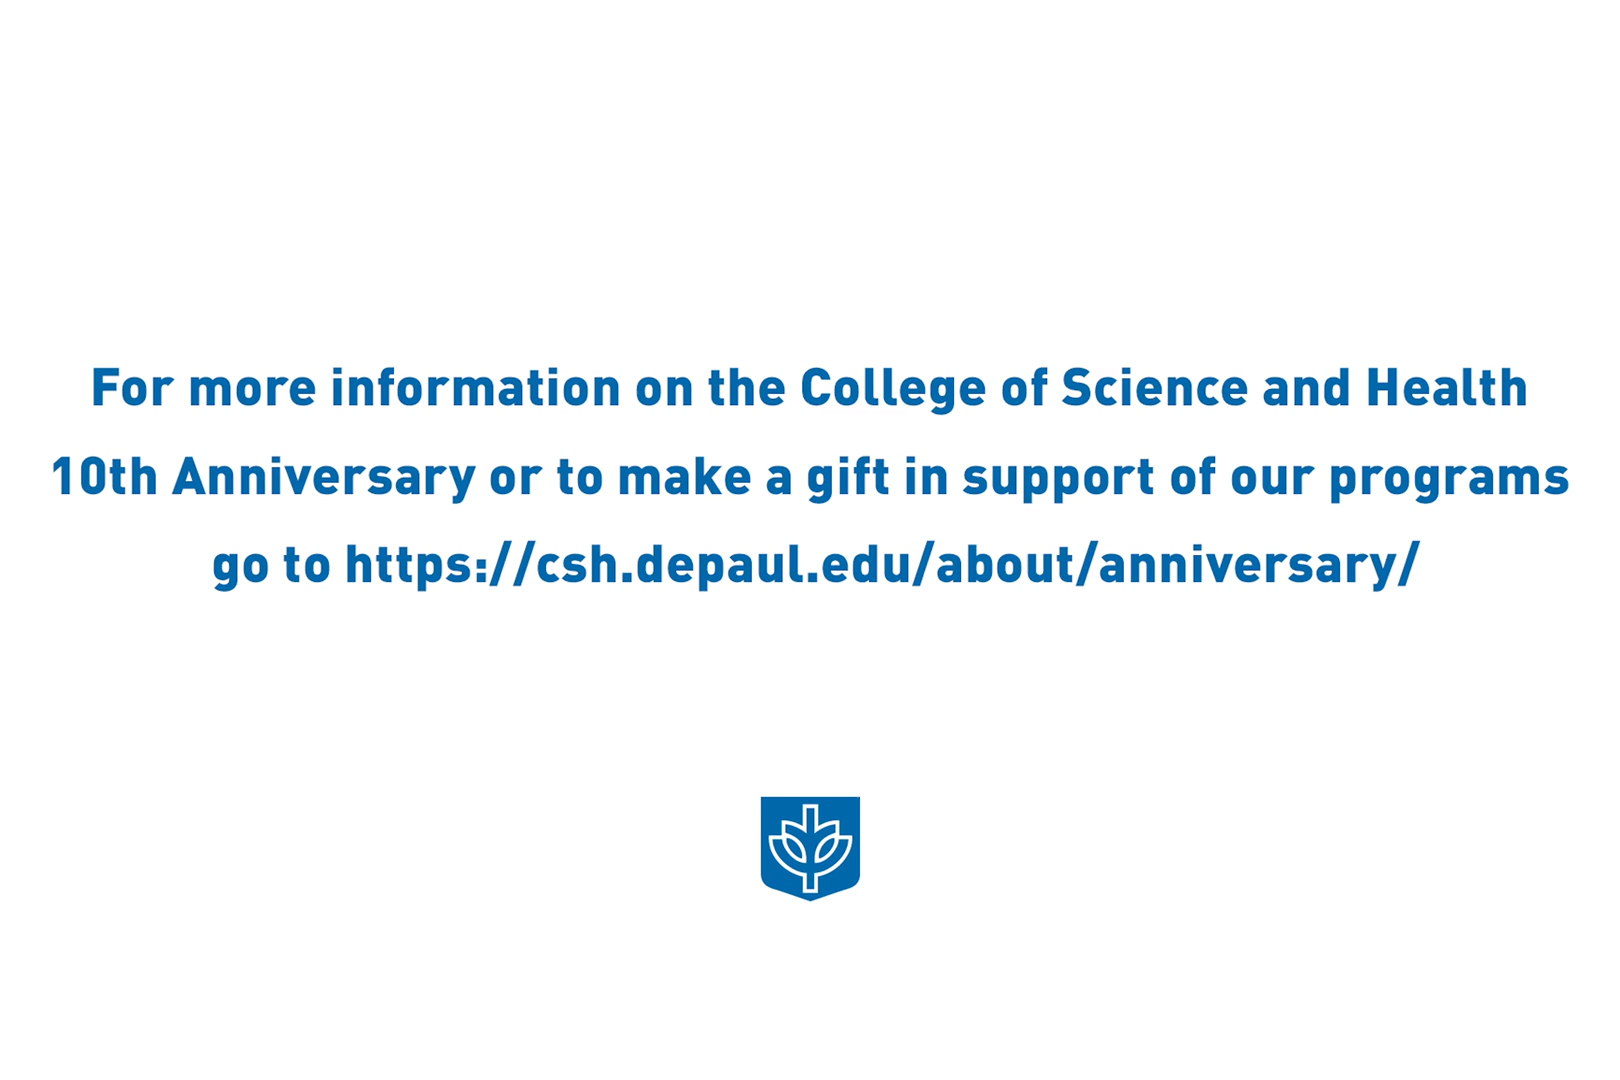 For more information on the College of Science and Health
10th Anniversary or to make a gift in support of our programs
go to https://csh.depaul.edu/about/anniversary/